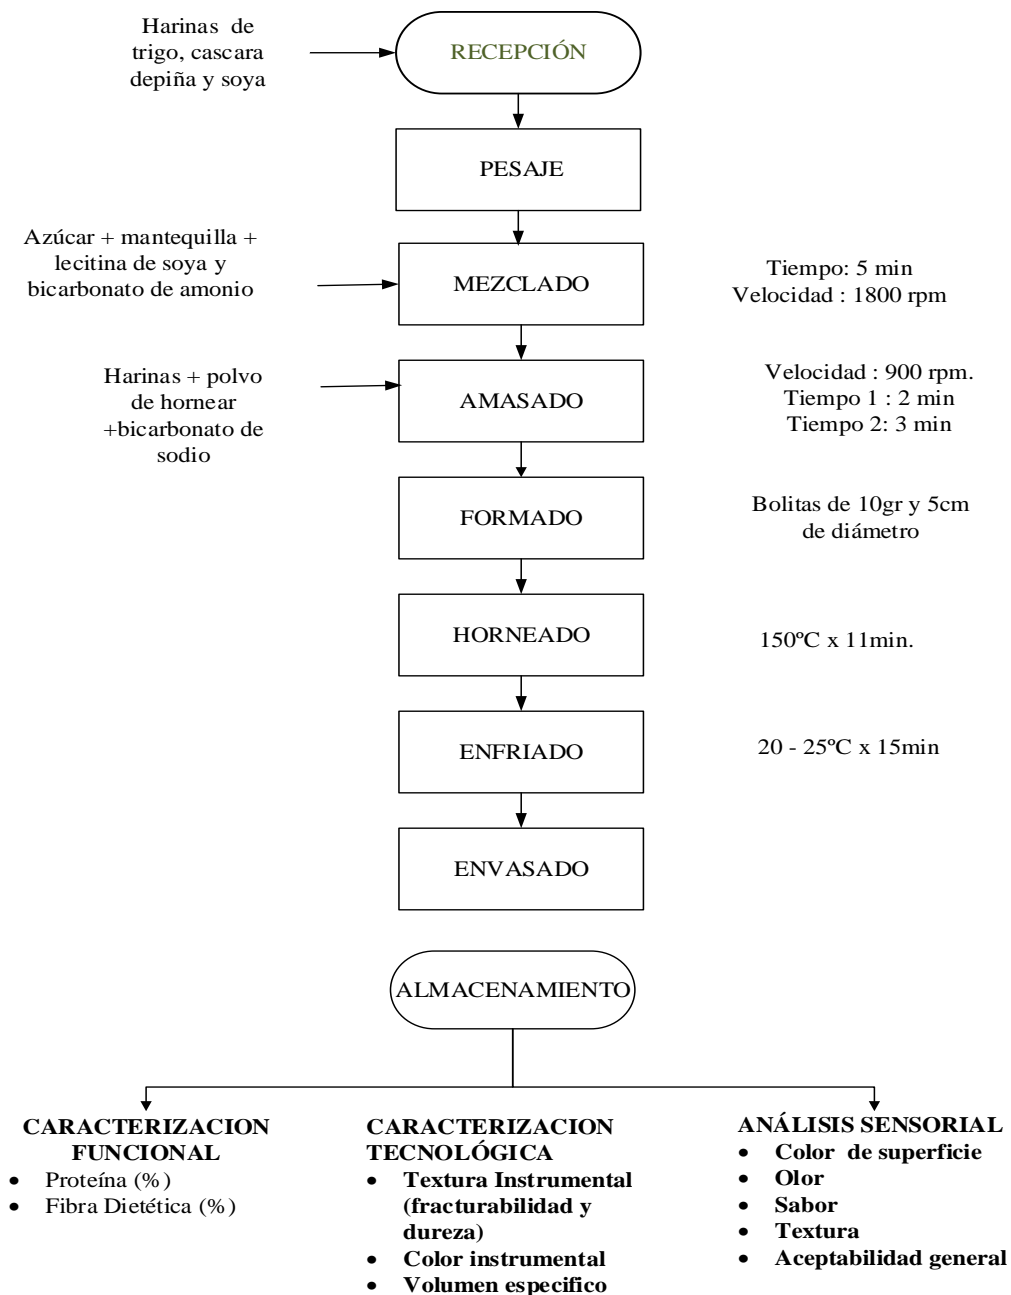 Harinas de
trigo, cascara
depiña y soya
RECEPCIÓN
PESAJE
Azúcar + mantequilla +
lecitina de soya y
bicarbonato de amonio
MEZCLADO
Tiempo: 5 min
Velocidad : 1800 rpm
Harinas + polvo
de hornear
+bicarbonato de
sodio
AMASADO
Velocidad : 900 rpm.
Tiempo 1 : 2 min
Tiempo 2: 3 min
FORMADO
Bolitas de 10gr y 5cm
de diámetro
HORNEADO
150ºC x 11min.
ENFRIADO
20 - 25ºC x 15min
ENVASADO
ALMACENAMIENTO
CARACTERIZACION
FUNCIONAL
• Proteína (%)
• Fibra Dietética (%)
CARACTERIZACION
TECNOLÓGICA
• Textura Instrumental
(fracturabilidad y
dureza)
• Color instrumental
• Volumen especifico
ANÁLISIS SENSORIAL
• Color de superficie
• Olor
• Sabor
• Textura
• Aceptabilidad general